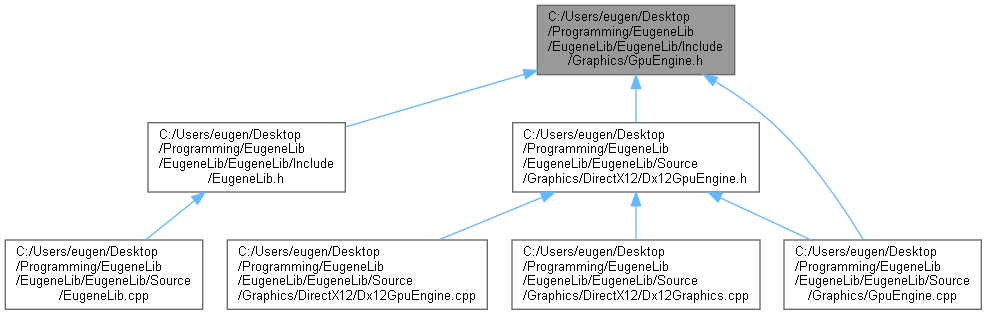 C:/Users/eugen/Desktop
/Programming/EugeneLib
/EugeneLib/EugeneLib/Include
/Graphics/GpuEngine.h
C:/Users/eugen/Desktop
/Programming/EugeneLib
/EugeneLib/EugeneLib/Include
/EugeneLib.h
C:/Users/eugen/Desktop
/Programming/EugeneLib
/EugeneLib/EugeneLib/Source
/Graphics/DirectX12/Dx12GpuEngine.h
C:/Users/eugen/Desktop
/Programming/EugeneLib
/EugeneLib/EugeneLib/Source
/EugeneLib.cpp
C:/Users/eugen/Desktop
/Programming/EugeneLib
/EugeneLib/EugeneLib/Source
/Graphics/DirectX12/Dx12GpuEngine.cpp
C:/Users/eugen/Desktop
/Programming/EugeneLib
/EugeneLib/EugeneLib/Source
/Graphics/DirectX12/Dx12Graphics.cpp
C:/Users/eugen/Desktop
/Programming/EugeneLib
/EugeneLib/EugeneLib/Source
/Graphics/GpuEngine.cpp